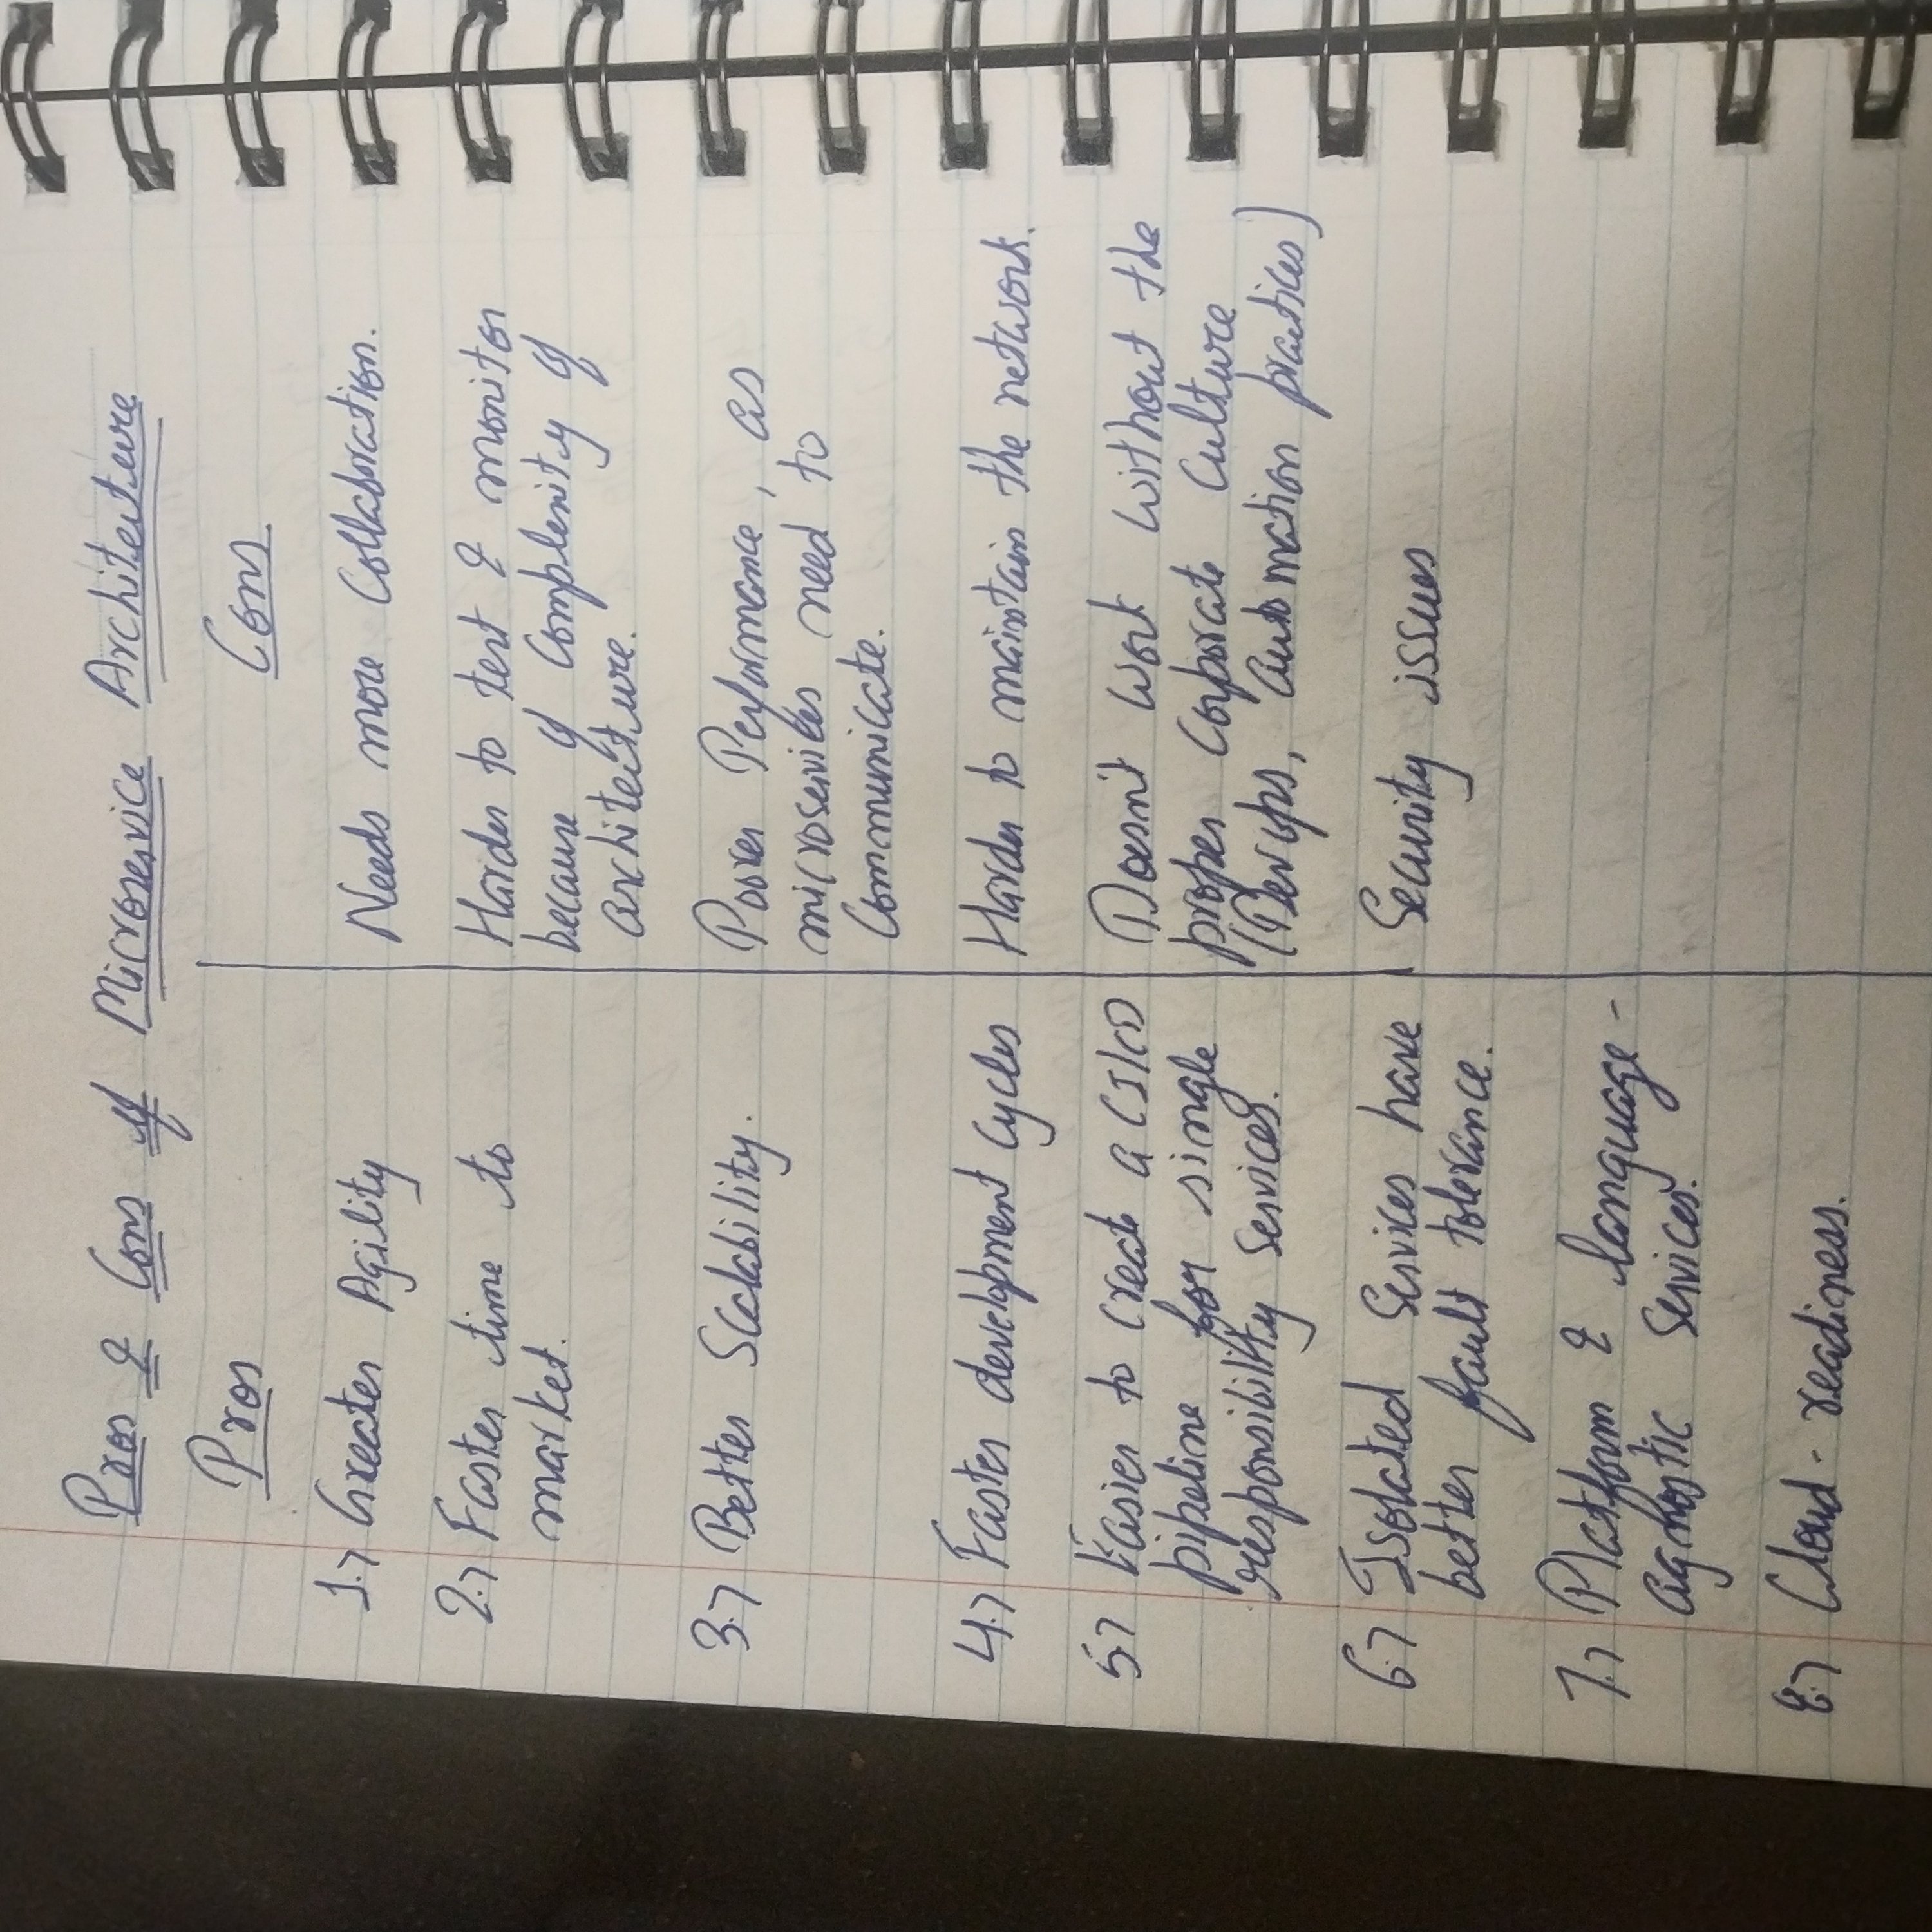 Pros & Cons of Microservice Architecture
Pros
Cons
1.> Greater Agility
Needs more Collaboration.
2.> Faster time to
market.
Harder to test & monitor
because of Complexity of
architecture.
3.> Better Scalability.
Poorer Performance, as
microservices need to
Communicate.
4.> Faster development Cycles
Harder to maintain the network.
5> Easier to Create a CI/CD
pipeline for single
responsibility Services.
Doesn't Work Without the
proper Corporate Culture
(Devops, automation practices)
6.> Isolated Services have
better fault tolerance.
Security issues
7.> Platform & language-
agnostic Services.
8.> Cloud-readiness.